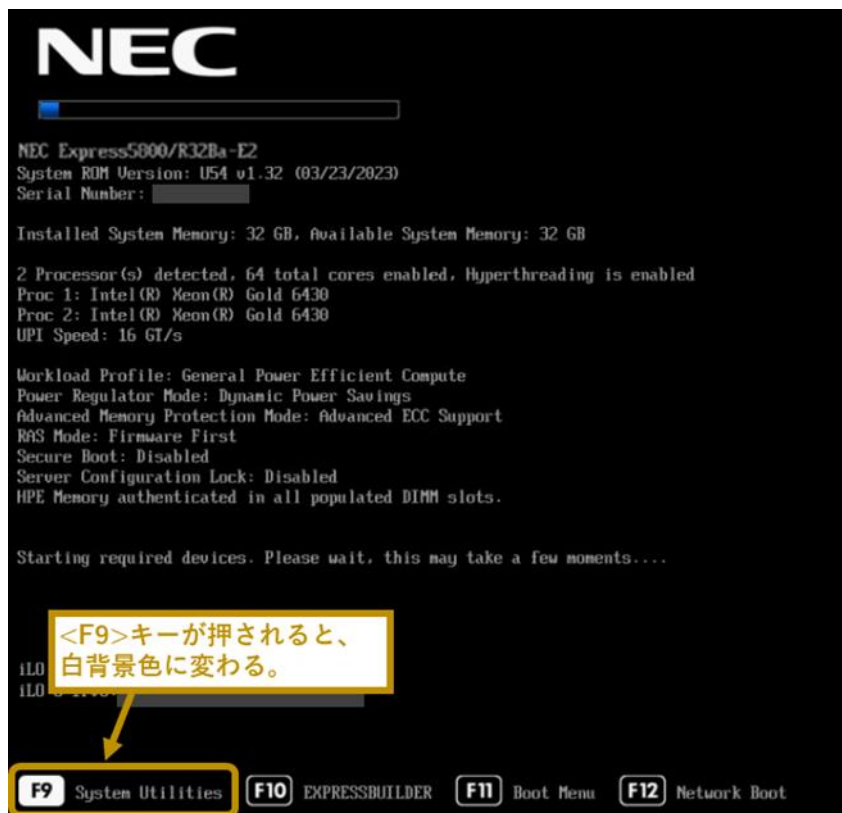 NEC
NEC Express5800/R32Ba-E2
System ROM Version: U54 v1.32 (03/23/2023)
Serial Number:
Installed System Memory: 32 GB, Available System Memory: 32 GB
2 Processor(s) detected, 64 total cores enabled, Hyperthreading is enabled
Proc 1: Intel(R) Xeon(R) Gold 6430
Proc 2: Intel(R) Xeon(R) Gold 6430
UPI Speed: 16 GT/s
Workload Profile: General Power Efficient Compute
Power Regulator Mode: Dynamic Power Savings
Advanced Memory Protection Mode: Advanced ECC Support
RAS Mode: Firmware First
Secure Boot: Disabled
Server Configuration Lock: Disabled
HPE Memory authenticated in all populated DIMM slots.
Starting required devices. Please wait, this may take a few moments....
<F9>キーが押されると、
白背景色に変わる。
iLO
iLO
F9 System Utilities F10 EXPRESSBUILDER F11 Boot Menu F12 Network Boot